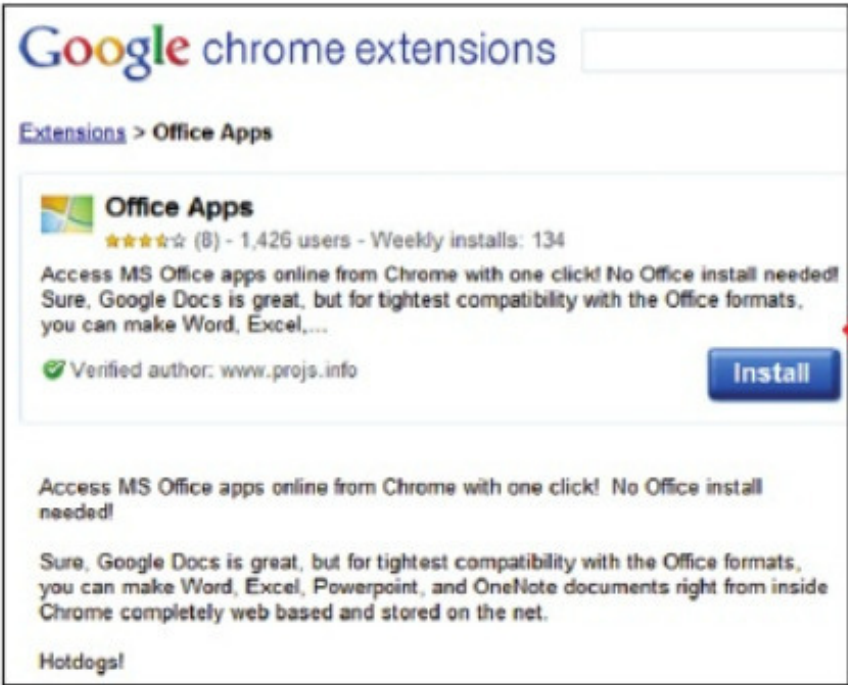 Google chrome extensions
Extensions > Office Apps
Office Apps
(8) - 1,426 users - Weekly installs: 134
Access MS Office apps online from Chrome with one click! No Office install needed!
Sure, Google Docs is great, but for tightest compatibility with the Office formats,
you can make Word, Excel,...
Verified author: www.projs.info
Install
Access MS Office apps online from Chrome with one click! No Office install
needed!
Sure, Google Docs is great, but for tightest compatibility with the Office formats,
you can make Word, Excel, Powerpoint, and OneNote documents right from inside
Chrome completely web based and stored on the net.
Hotdogs!